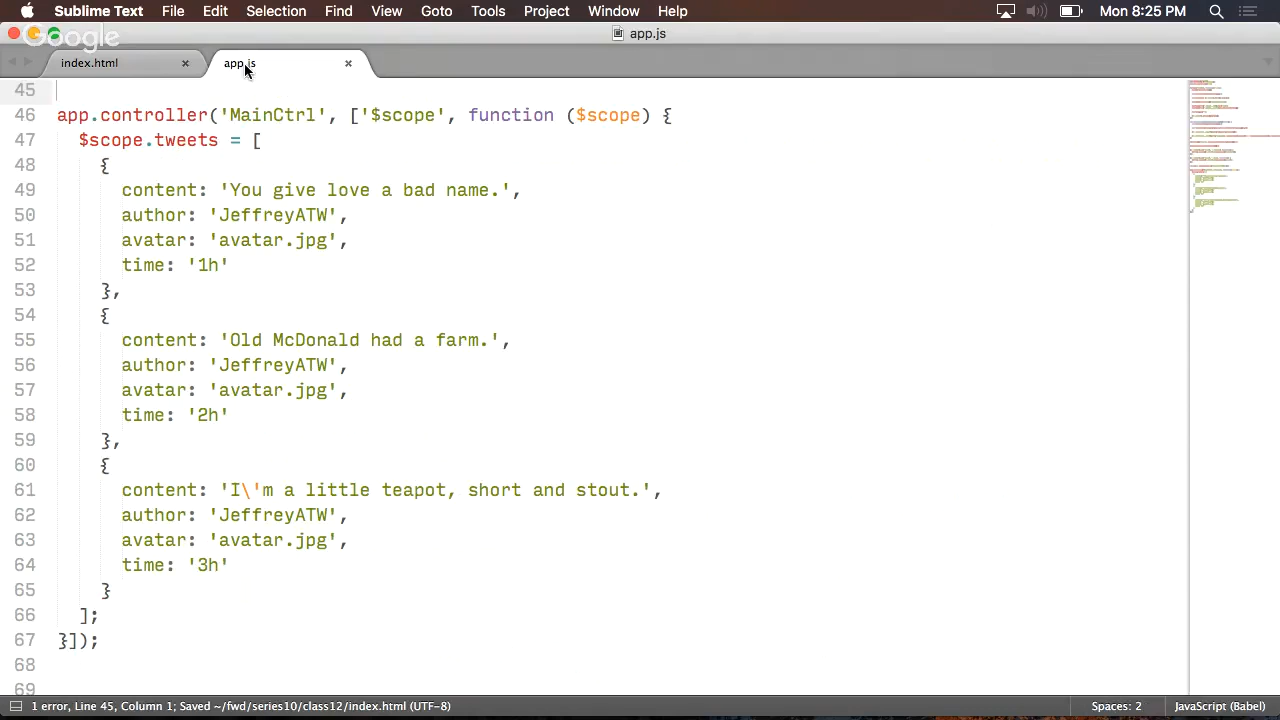 Sublime Text File Edit Selection Find View Goto Tools Project Window Help Mon 8:25 PM
Google
app.js
index.html × app.js ×
45
46 app.controller('MainCtrl', ['$scope', function ($scope) {
47 $scope.tweets = [
48 {
49 content: 'You give love a bad name.',
50 author: 'JeffreyATW',
51 avatar: 'avatar.jpg',
52 time: '1h'
53 },
54 {
55 content: 'Old McDonald had a farm.',
56 author: 'JeffreyATW',
57 avatar: 'avatar.jpg',
58 time: '2h'
59 },
60 {
61 content: 'I\'m a little teapot, short and stout.',
62 author: 'JeffreyATW',
63 avatar: 'avatar.jpg',
64 time: '3h'
65 }
66 ];
67 }]);
68
69
1 error, Line 45, Column 1; Saved ~/fwd/series10/class12/index.html (UTF-8) Spaces: 2 JavaScript (Babel)